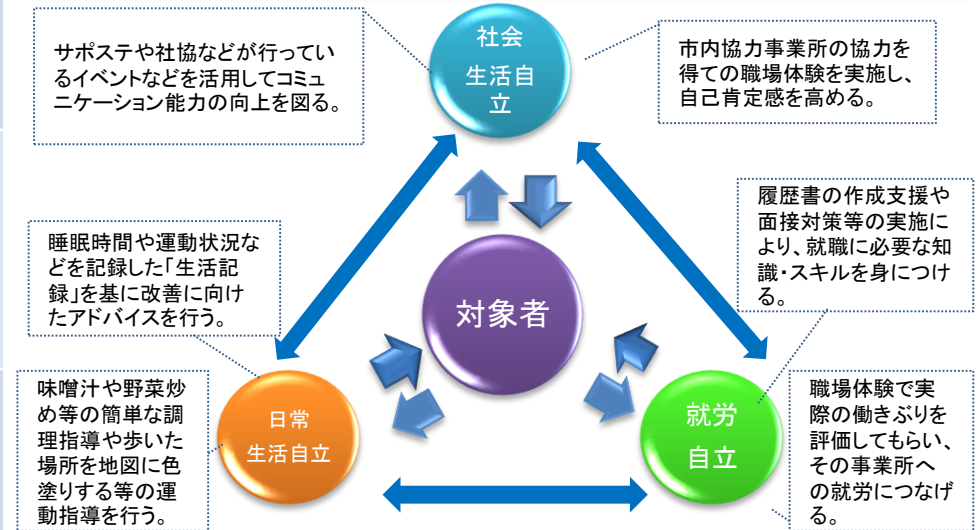 サポステや社協などが行ってい
るイベントなどを活用してコミュ
ニケーション能力の向上を図る。
社会
生活自
立
市内協力事業所の協力を
得ての職場体験を実施し、
自己肯定感を高める。
履歴書の作成支援や
面接対策等の実施に
より、就職に必要な知
識・スキルを身につけ
る。
睡眠時間や運動状況な
どを記録した「生活記
録」を基に改善に向け
たアドバイスを行う。
対象者
味噌汁や野菜炒
め等の簡単な調
理指導や歩いた
場所を地図に色
塗りする等の運
動指導を行う。
日常
生活自立
就労
自立
職場体験で実
際の働きぶりを
評価してもらい、
その事業所へ
の就労につなげ
る。